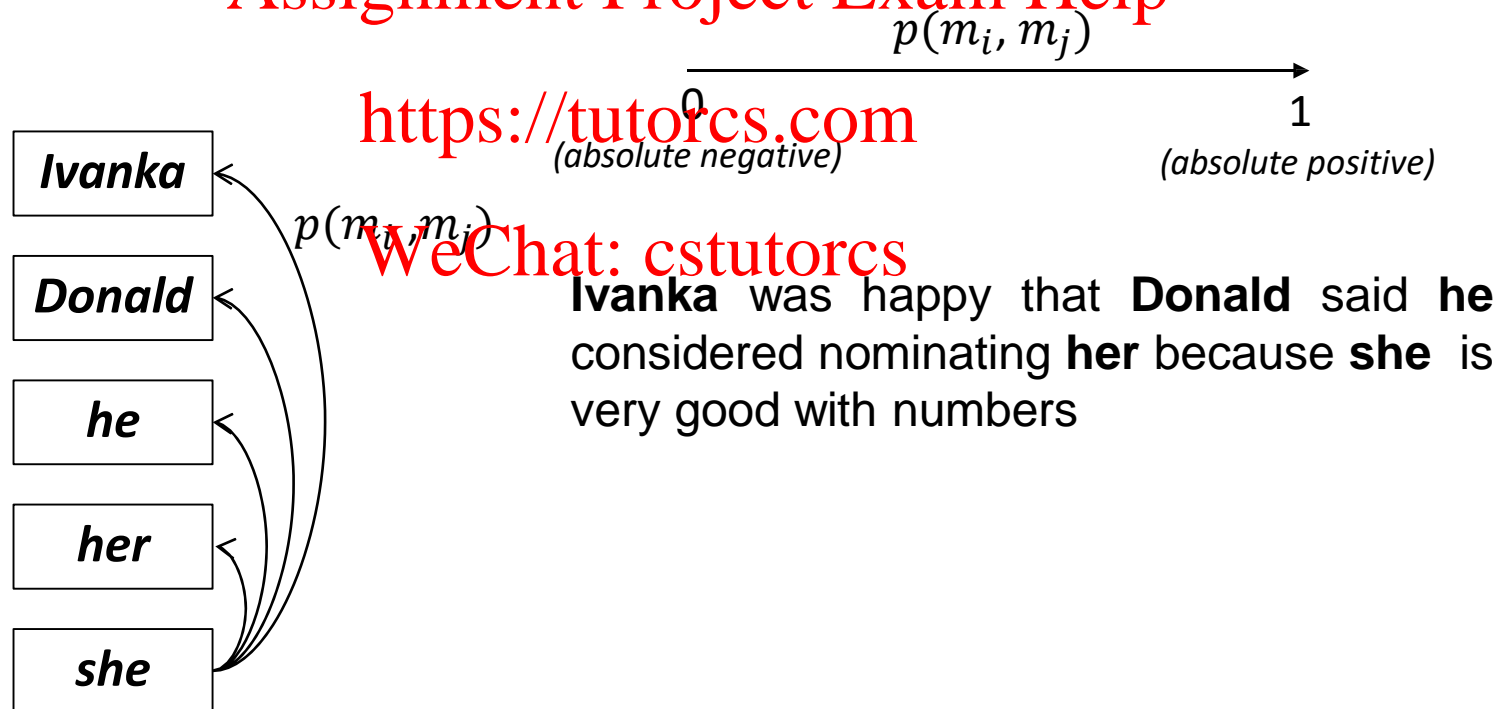 Assignment Project Exam Help
p(m_i, m_j)
0
1
https://tutorcs.com
(absolute negative)
(absolute positive)
Ivanka
p(m_i ,m_j)
WeChat: cstutorcs
Donald
Ivanka was happy that Donald said he
considered nominating her because she is
very good with numbers
he
her
she